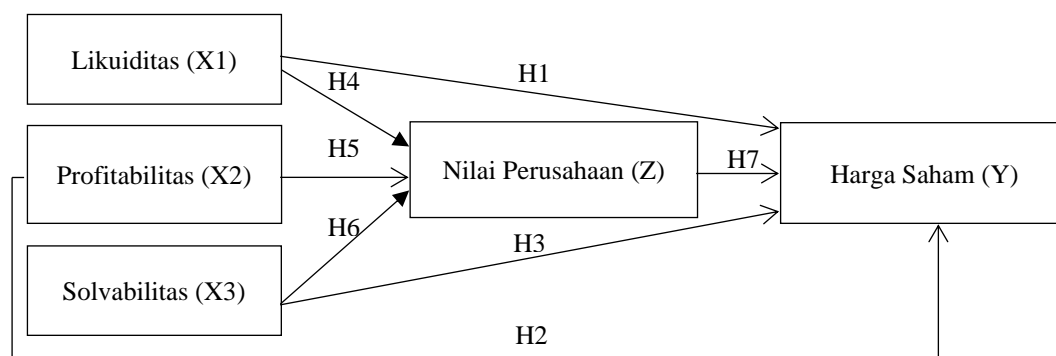 Likuiditas (X1)
H1
H4
Profitabilitas (X2)
H5
Nilai Perusahaan (Z)
H7
Harga Saham (Y)
H6
H3
Solvabilitas (X3)
H2